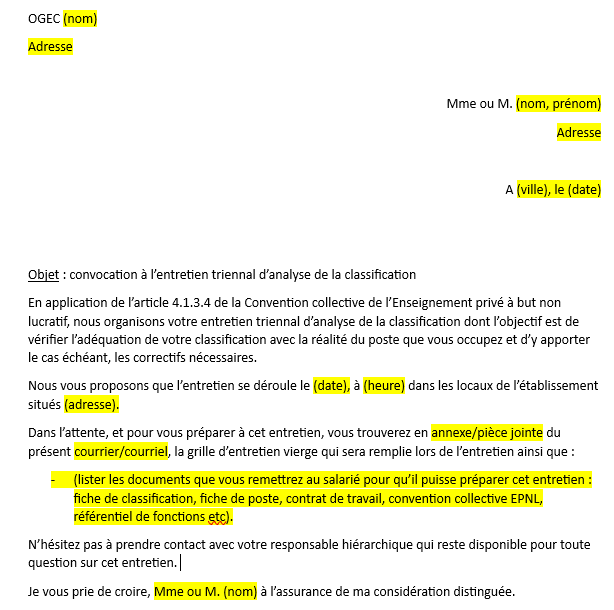 OGEC (nom)
Adresse
Mme ou M. (nom, prénom)
Adresse
A (ville), le (date)
Objet : convocation à l’entretien triennal d’analyse de la classification
En application de l’article 4.1.3.4 de la Convention collective de l’Enseignement privé à but non
lucratif, nous organisons votre entretien triennal d’analyse de la classification dont l’objectif est de
vérifier l’adéquation de votre classification avec la réalité du poste que vous occupez et d’y apporter
le cas échéant, les correctifs nécessaires.
Nous vous proposons que l’entretien se déroule le (date), à (heure) dans les locaux de l’établissement
situés (adresse).
Dans l’attente, et pour vous préparer à cet entretien, vous trouverez en annexe/pièce jointe du
présent courrier/courriel, la grille d’entretien vierge qui sera remplie lors de l’entretien ainsi que :
- (lister les documents que vous remettrez au salarié pour qu’il puisse préparer cet entretien :
fiche de classification, fiche de poste, contrat de travail, convention collective EPNL,
référentiel de fonctions etc).
N’hésitez pas à prendre contact avec votre responsable hiérarchique qui reste disponible pour toute
question sur cet entretien.
Je vous prie de croire, Mme ou M. (nom) à l’assurance de ma considération distinguée.